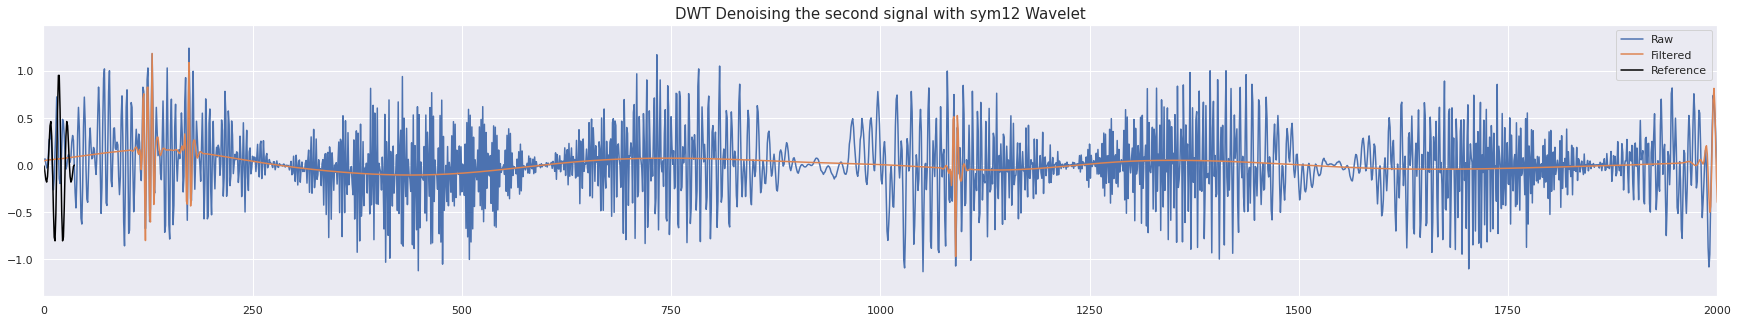 DWT Denoising the second signal with sym12 Wavelet
Raw
Filtered
Reference
1.0
0.5
0.0
−0.5
−1.0
0 250 500 750 1000 1250 1500 1750 2000